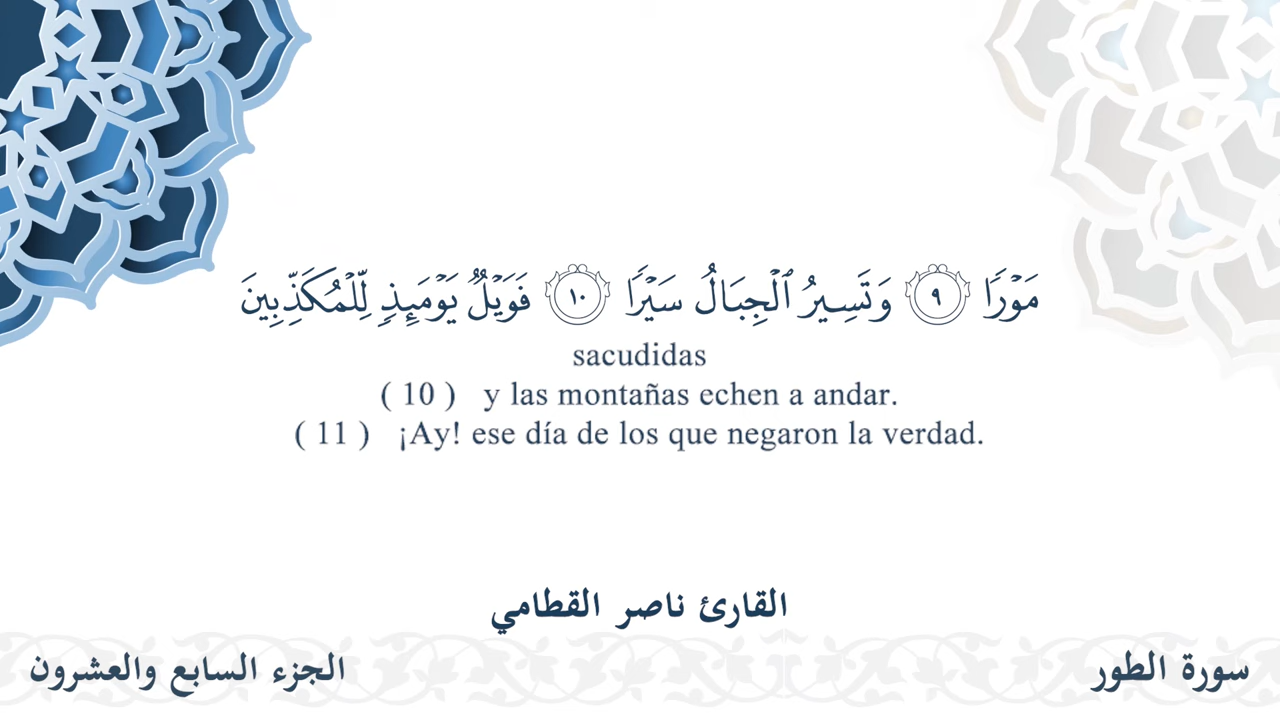 مَوۡرٗا ٩ وَتَسِيرُ ٱلۡجِبَالُ سَيۡرٗا ١٠ فَوَيۡلٞ يَوۡمَئِذٖ لِّلۡمُكَذِّبِينَ
sacudidas
( 10 ) y las montañas echen a andar.
( 11 ) ¡Ay! ese día de los que negaron la verdad.
القارئ ناصر القطامي
سورة الطور
الجزء السابع والعشرون